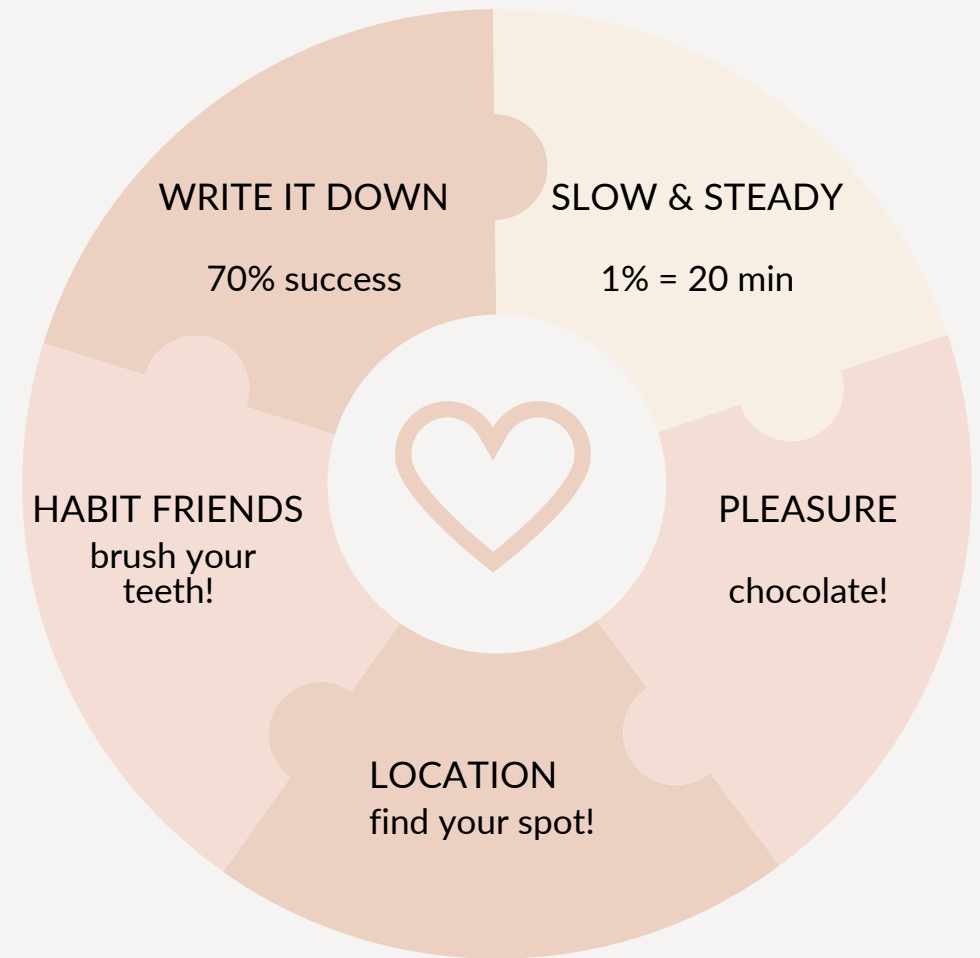 WRITE IT DOWN
70% success
SLOW & STEADY
1% = 20 min
HABIT FRIENDS
brush your
teeth!
PLEASURE
chocolate!
LOCATION
find your spot!